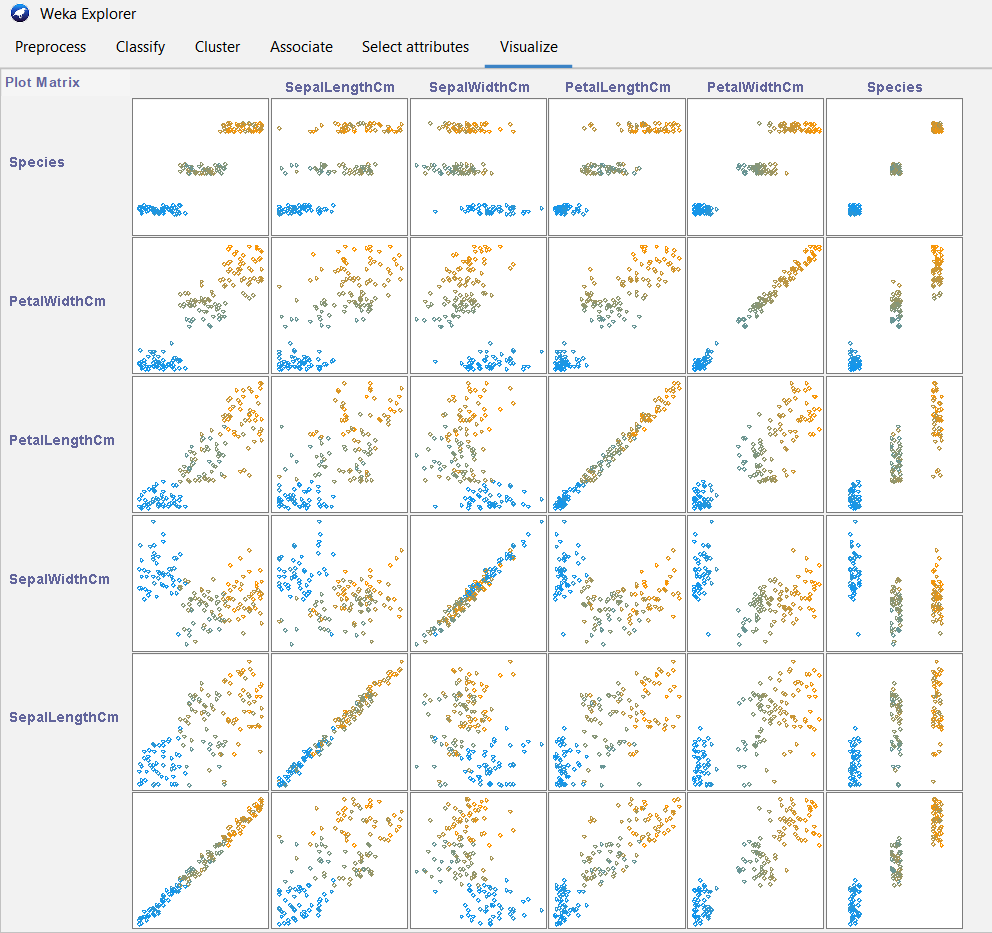 Weka Explorer
Preprocess Classify Cluster Associate Select attributes Visualize
Plot Matrix
SepalLengthCm SepalWidthCm PetalLengthCm PetalWidthCm Species
Species
PetalWidthCm
PetalLengthCm
SepalWidthCm
SepalLengthCm